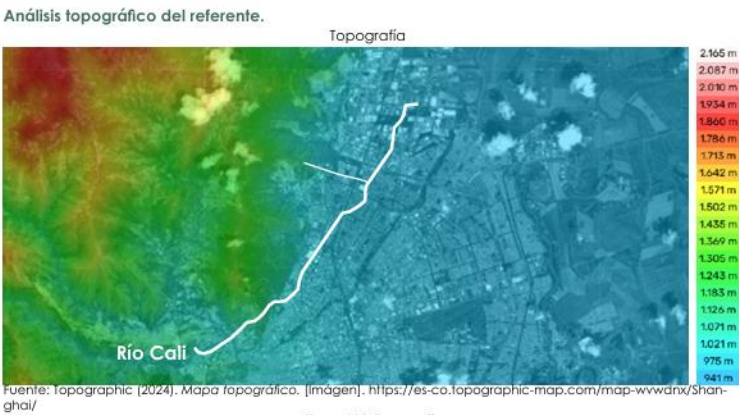 Análisis topográfico del referente.
Topografía
2.165 m
2.087 m
2.010 m
1.934 m
1.860 m
1.786 m
1.713 m
1.642 m
1.571 m
1.502 m
1.435 m
1.369 m
1.305 m
1.243 m
1.183 m
1.126 m
1.071 m
1.021 m
975 m
941 m
Río Cali
Fuente: Topographic (2024). Mapa topográfico. [Imágen]. https://es-co.topographic-map.com/map-wvwdnx/Shan-
ghai/